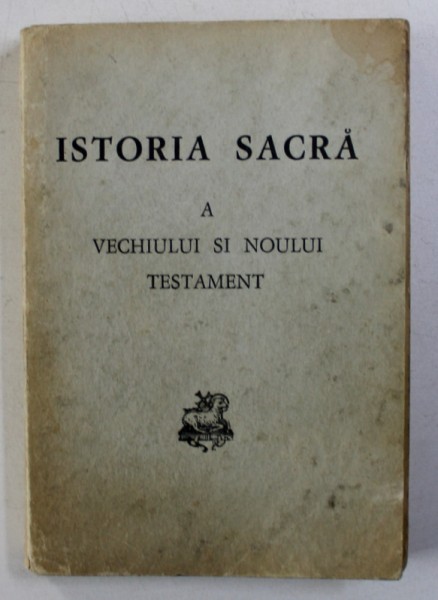 ISTORIA SACRĂ
A
VECHIULUI SI NOULUI
TESTAMENT